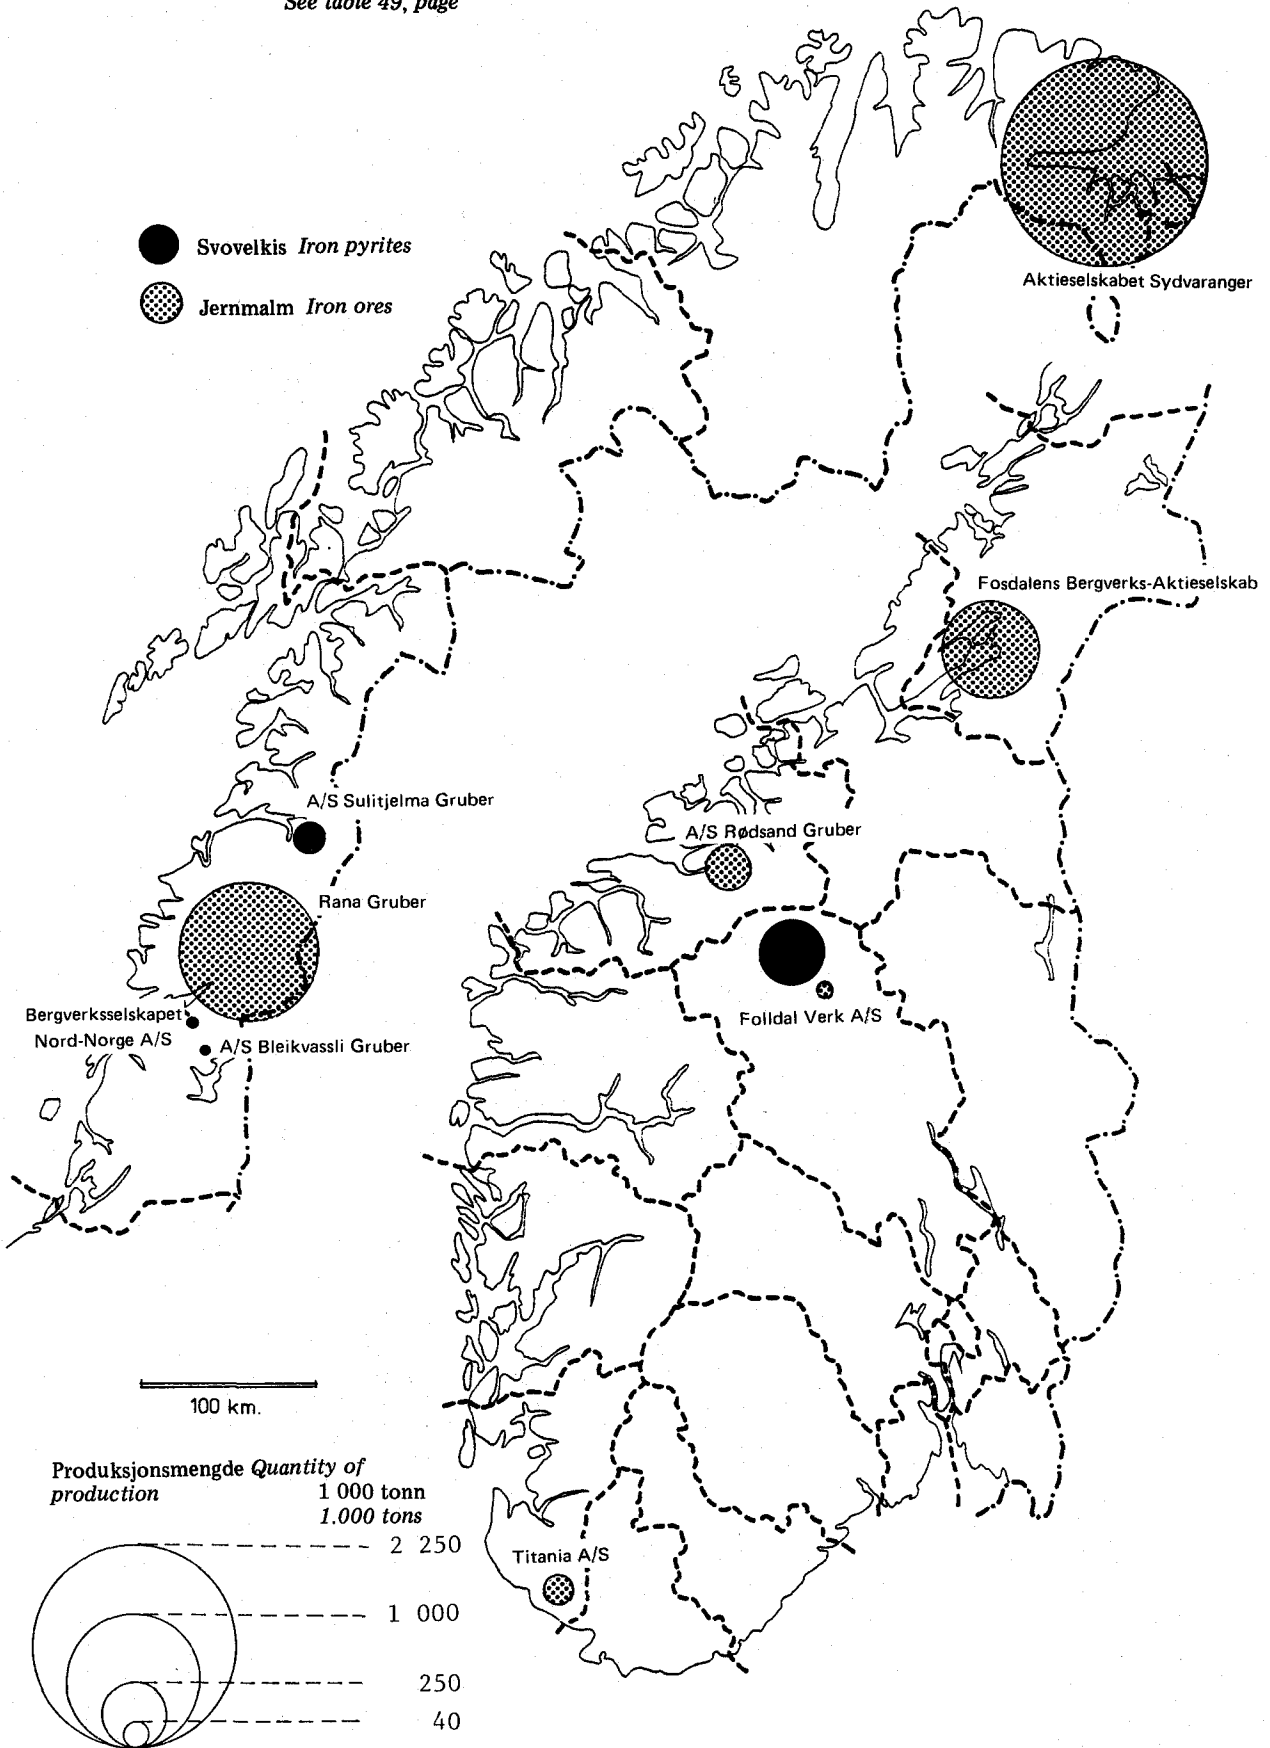 See table 49, page
Svovelkis Iron pyrites
Jernmalm Iron ores
Aktieselskabet Sydvaranger
Fosdalens Bergverks-Aktieselskab
A/S Sulitjelma Gruber
A/S Rødsand Gruber
Rana Gruber
Bergverksselskapet
Nord-Norge A/S
A/S Bleikvassli Gruber
Folldal Verk A/S
100 km.
Produksjonsmengde Quantity of
production
1 000 tonn
1.000 tons
2 250
1 000
250
40
Titania A/S